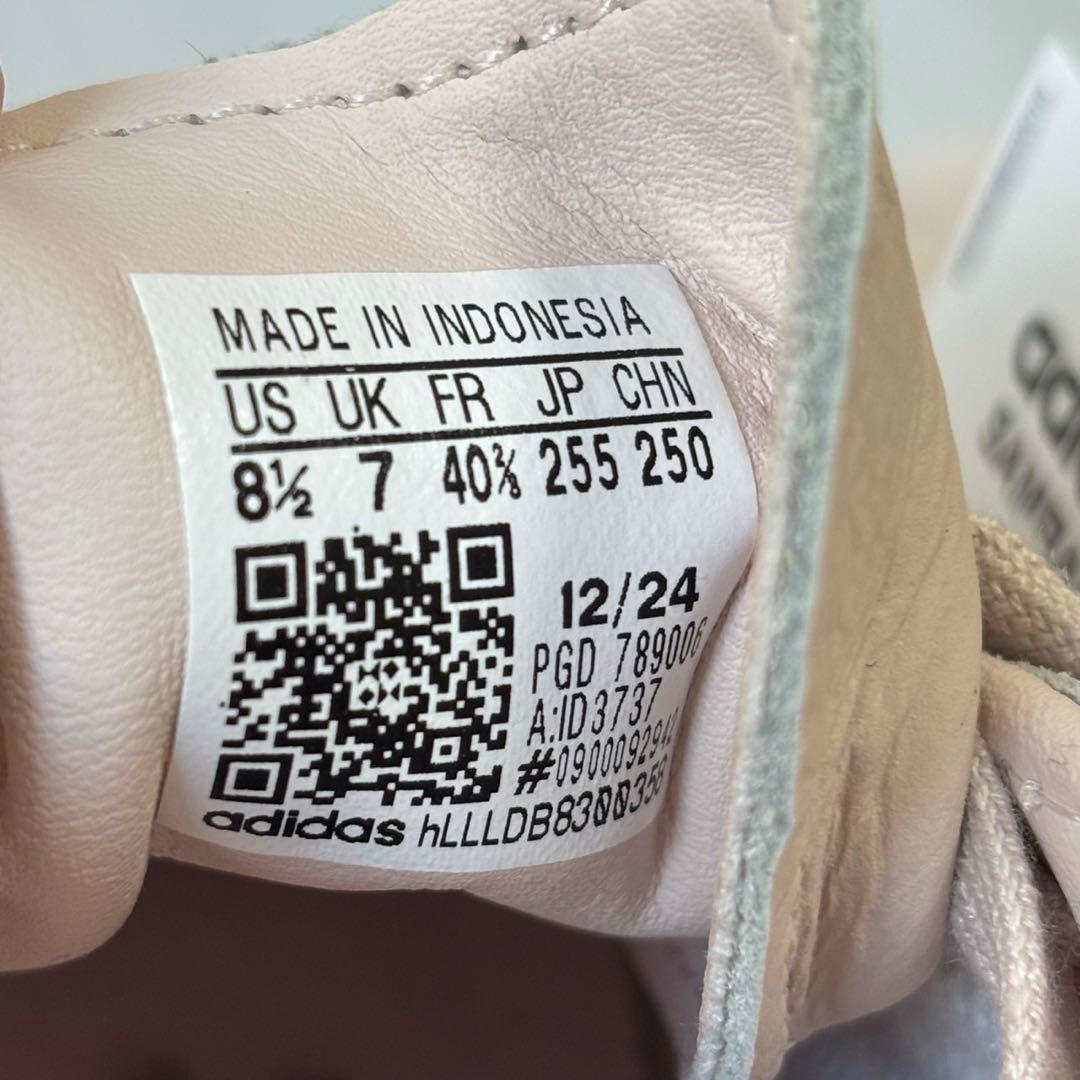 MADE IN INDONESIA
US UK FR JP CHN
8½ 7 40⅔ 255 250
12/24
PGD 789006
A:ID3737
#0900092942
adidas hLLLDB8300358